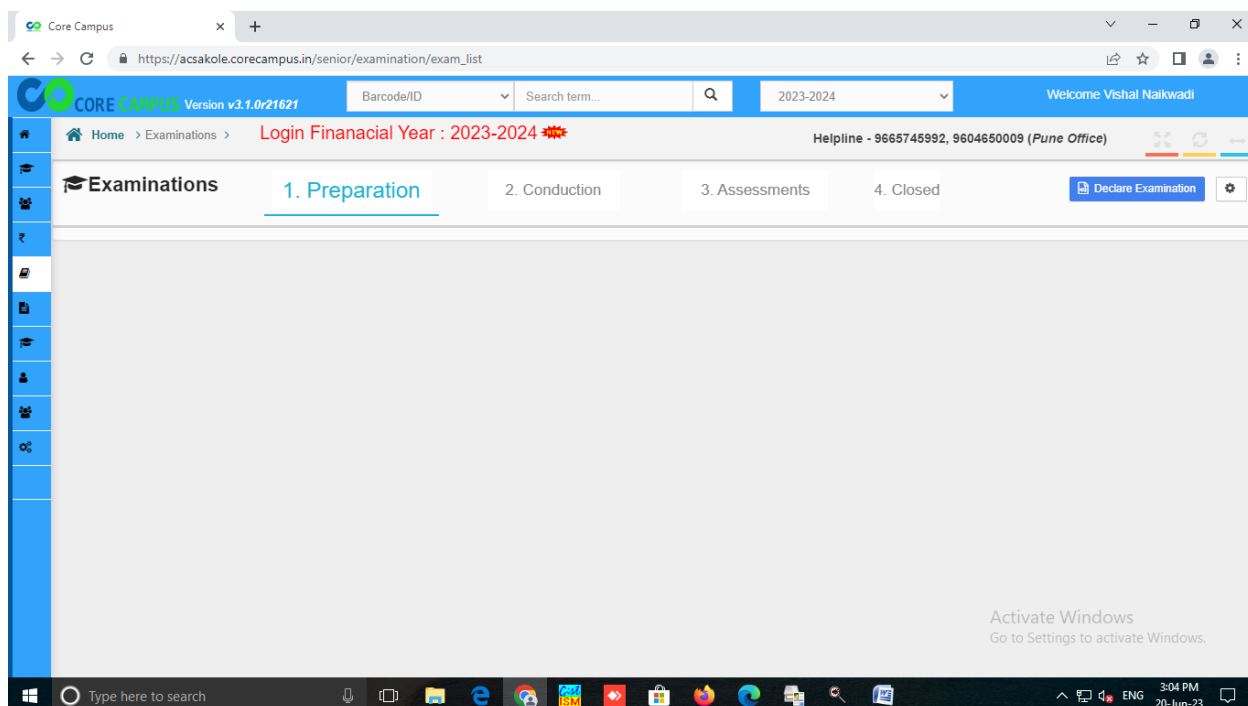 Core Campus
https://acsakole.corecampus.in/senior/examination/exam_list
CORE CAMPUS Version v3.1.0r21621 Barcode/ID Search term... 2023-2024 Welcome Vishal Naikwadi
Home > Examinations > Login Finanacial Year : 2023-2024 NEW Helpline - 9665745992, 9604650009 (Pune Office)
Examinations 1. Preparation 2. Conduction 3. Assessments 4. Closed Declare Examination
₹
Activate Windows
Go to Settings to activate Windows.
Type here to search Gist ISM ENG 3:04 PM
20-Jun-23